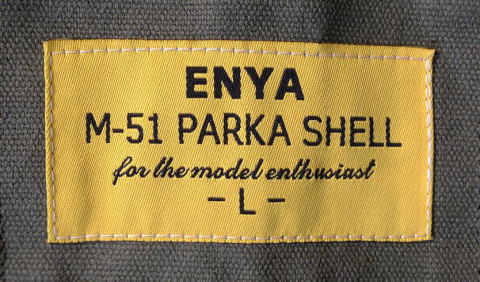 ENYA
M-51 PARKA SHELL
for the model enthusiast
- L -